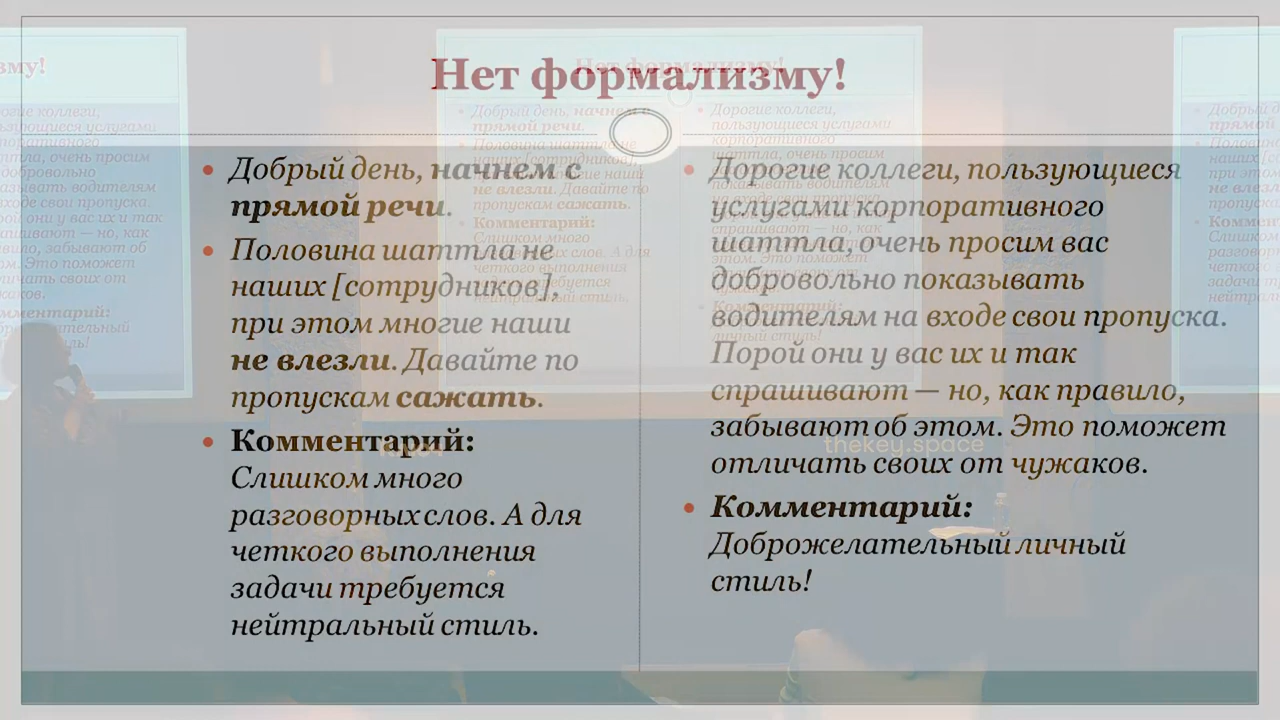 Нет формализму!
Добрый день, начнем с
прямой речи.
Половина шаттла не
наших [сотрудников],
при этом многие наши
не влезли. Давайте по
пропускам сажать.
Комментарий:
Слишком много
разговорных слов. А для
четкого выполнения
задачи требуется
нейтральный стиль.
Дорогие коллеги, пользующиеся
услугами корпоративного
шаттла, очень просим вас
добровольно показывать
водителям на входе свои пропуска.
Порой они у вас их и так
спрашивают — но, как правило,
забывают об этом. Это поможет
отличать своих от чужаков.
Комментарий:
Доброжелательный личный
стиль!
thekey.space